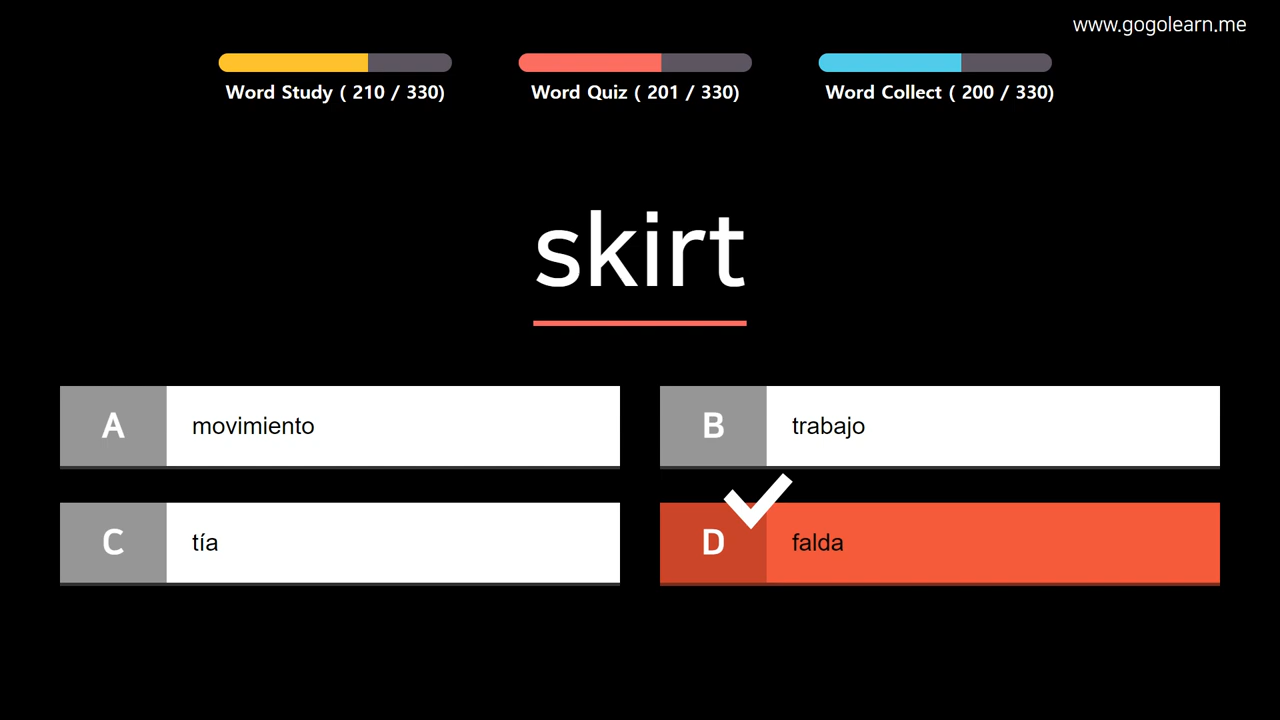 www.gogolearn.me
Word Study ( 210 / 330)
Word Quiz ( 201 / 330)
Word Collect ( 200 / 330)
skirt
A
movimiento
B
trabajo
C
tía
D
falda